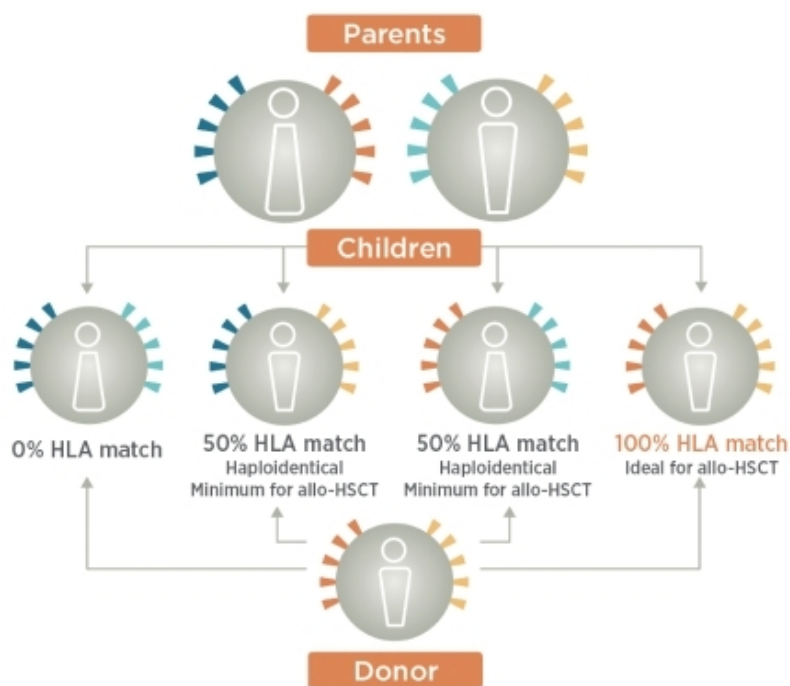 Parents
Children
0% HLA match
50% HLA match
Haploidentical
Minimum for allo-HSCT
50% HLA match
Haploidentical
Minimum for allo-HSCT
100% HLA match
Ideal for allo-HSCT
Donor